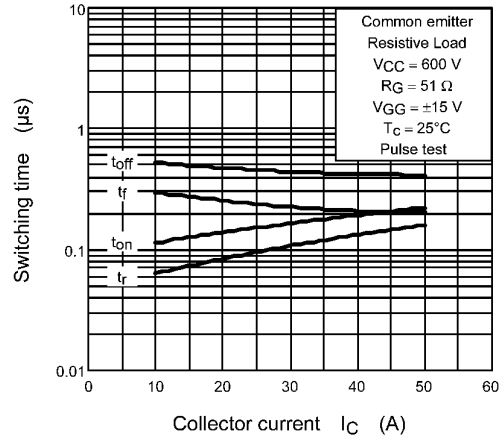 10
1
0.1
0.01
Switching time (µs)
Common emitter
Resistive Load
VCC = 600 V
RG = 51 Ω
VGG = ±15 V
Tc = 25°C
Pulse test
toff
tf
ton
tr
0 10 20 30 40 50 60
Collector current IC (A)